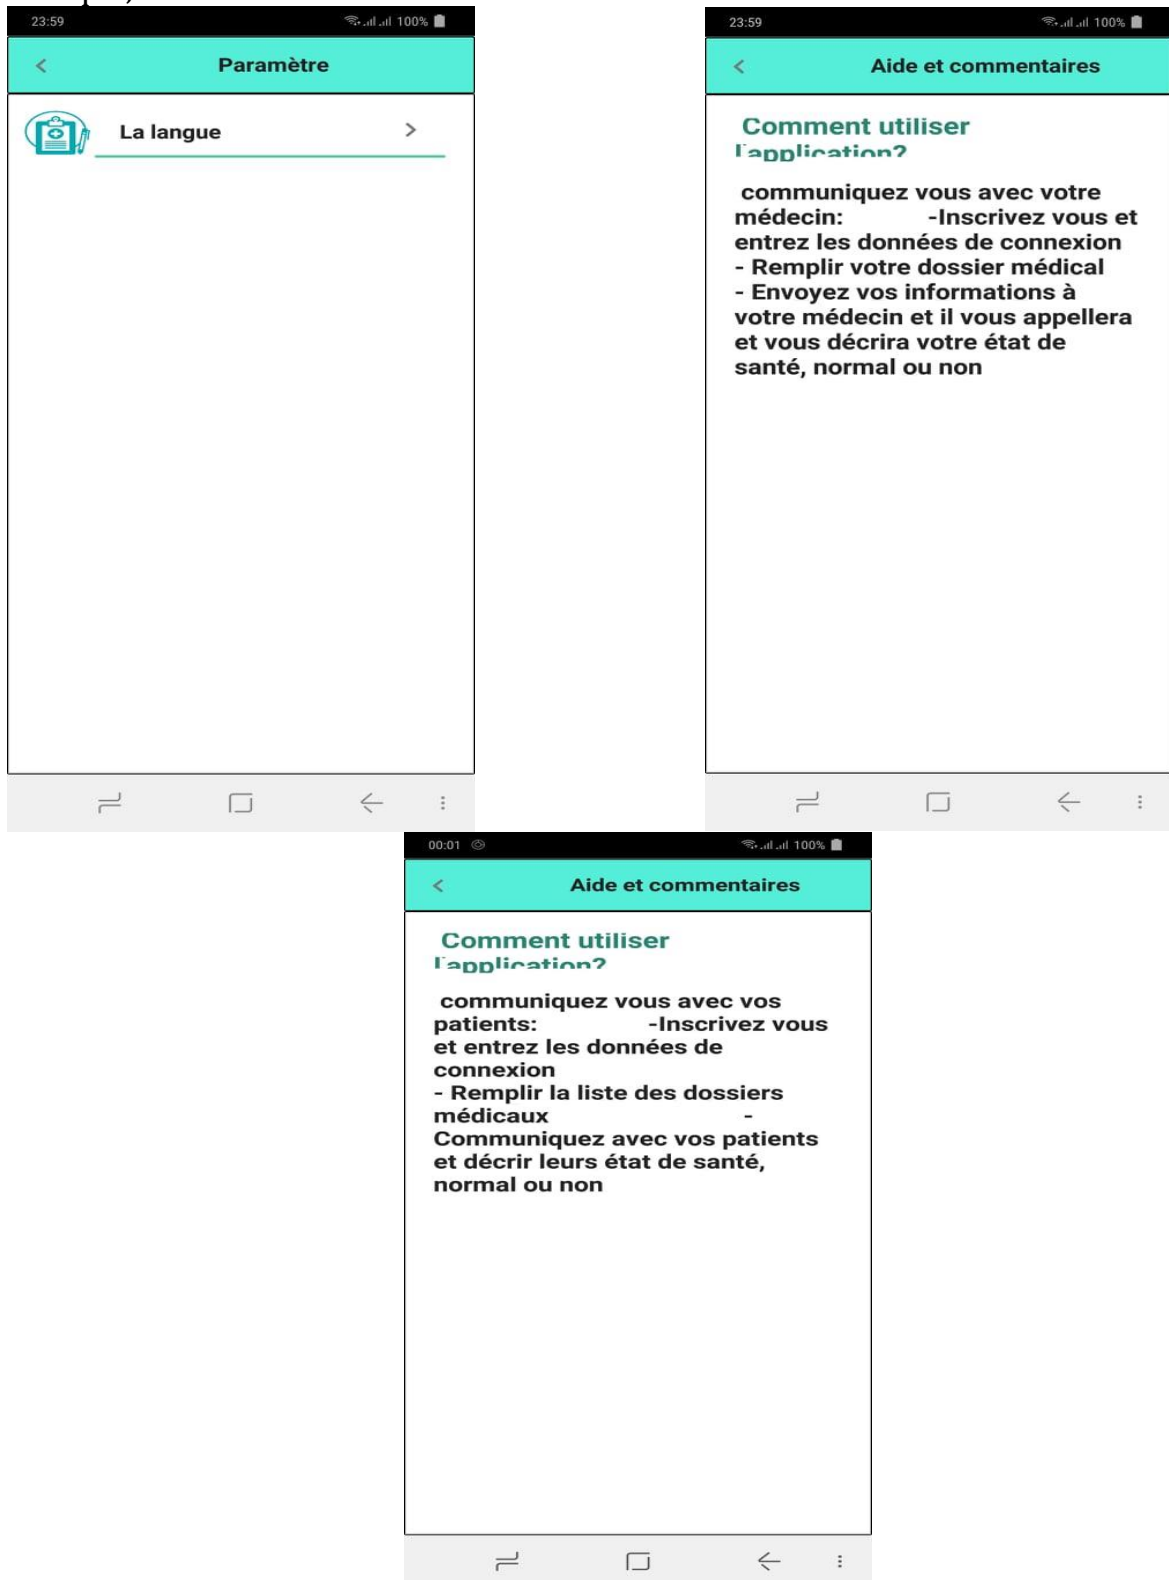 23:59
100%
Paramètre
La langue
23:59
100%
Aide et commentaires
Comment utiliser
l'application?
communiquez vous avec votre
médecin: -Inscrivez vous et
entrez les données de connexion
- Remplir votre dossier médical
- Envoyez vos informations à
votre médecin et il vous appellera
et vous décrira votre état de
santé, normal ou non
00:01
100%
Aide et commentaires
Comment utiliser
l'application?
communiquez vous avec vos
patients: -Inscrivez vous
et entrez les données de
connexion
- Remplir la liste des dossiers
médicaux -
Communiquez avec vos patients
et décrir leurs état de santé,
normal ou non